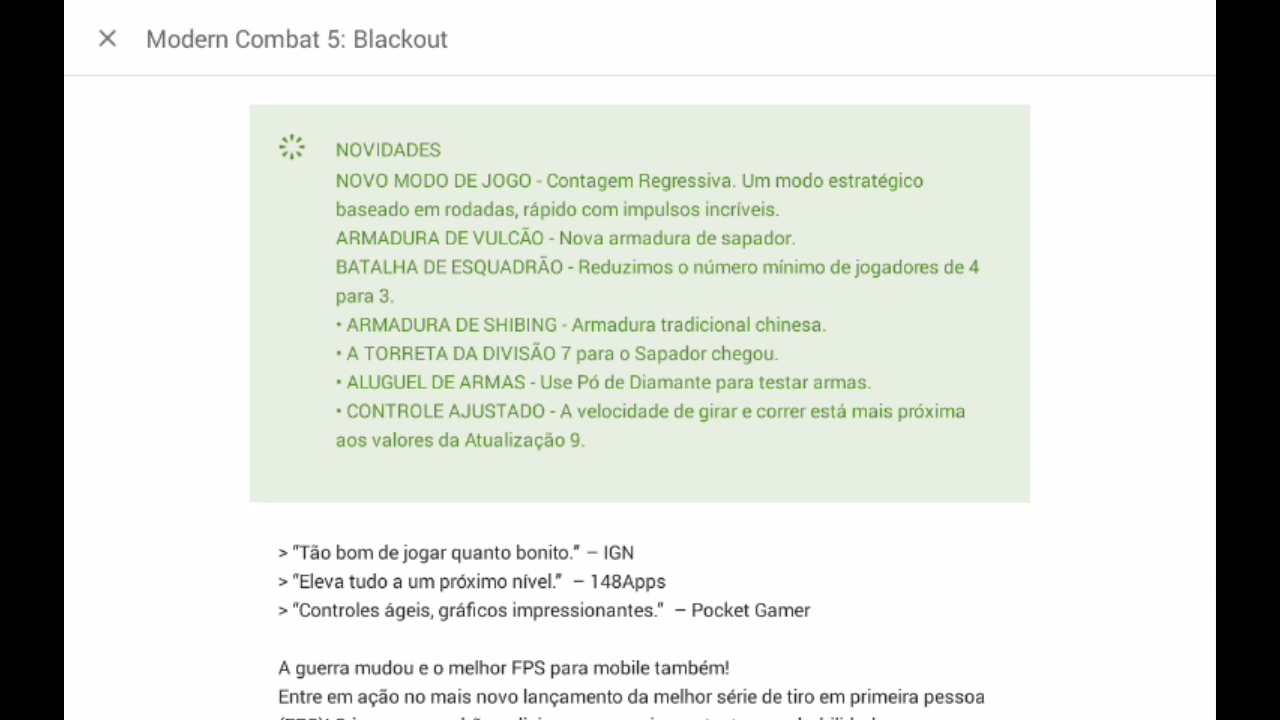 Modern Combat 5: Blackout
NOVIDADES
NOVO MODO DE JOGO - Contagem Regressiva. Um modo estratégico
baseado em rodadas, rápido com impulsos incríveis.
ARMADURA DE VULCÃO - Nova armadura de sapador.
BATALHA DE ESQUADRÃO - Reduzimos o número mínimo de jogadores de 4
para 3.
• ARMADURA DE SHIBING - Armadura tradicional chinesa.
• A TORRETA DA DIVISÃO 7 para o Sapador chegou.
• ALUGUEL DE ARMAS - Use Pó de Diamante para testar armas.
• CONTROLE AJUSTADO - A velocidade de girar e correr está mais próxima
aos valores da Atualização 9.
> "Tão bom de jogar quanto bonito." – IGN
> "Eleva tudo a um próximo nível."  – 148Apps
> "Controles ágeis, gráficos impressionantes."  – Pocket Gamer
A guerra mudou e o melhor FPS para mobile também!
Entre em ação no mais novo lançamento da melhor série de tiro em primeira pessoa